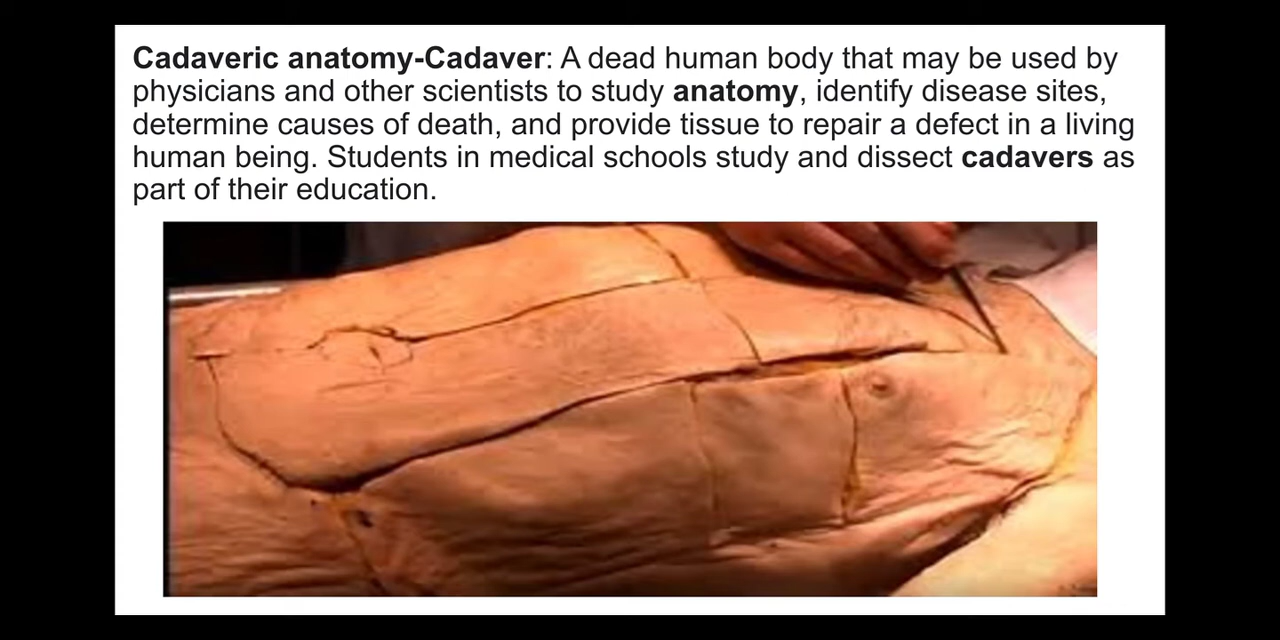 Cadaveric anatomy-Cadaver: A dead human body that may be used by
physicians and other scientists to study anatomy, identify disease sites,
determine causes of death, and provide tissue to repair a defect in a living
human being. Students in medical schools study and dissect cadavers as
part of their education.